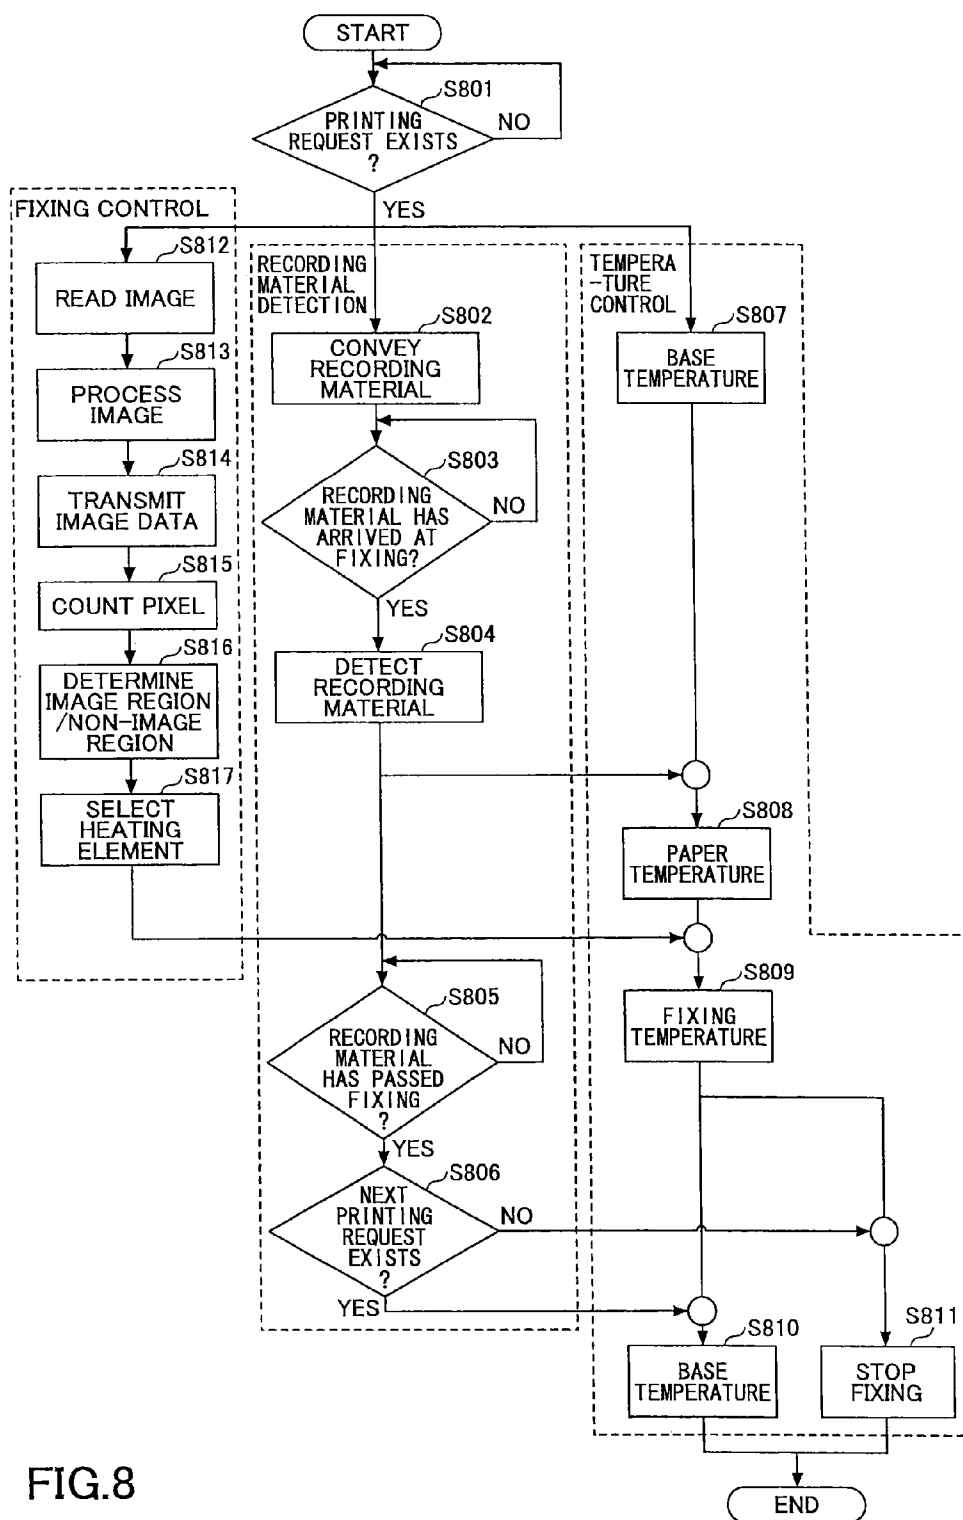 START
S801
PRINTING
REQUEST EXISTS
?
NO
YES
FIXING CONTROL
S812
READ IMAGE
S813
PROCESS
IMAGE
S814
TRANSMIT
IMAGE DATA
S815
COUNT PIXEL
S816
DETERMINE
IMAGE REGION
/NON-IMAGE
REGION
S817
SELECT
HEATING
ELEMENT
RECORDING
MATERIAL
DETECTION
S802
CONVEY
RECORDING
MATERIAL
S803
RECORDING
MATERIAL HAS
ARRIVED AT
FIXING?
NO
YES
S804
DETECT
RECORDING
MATERIAL
S805
RECORDING
MATERIAL
HAS PASSED
FIXING
?
NO
YES
S806
NEXT
PRINTING
REQUEST
EXISTS
?
NO
YES
TEMPERA
-TURE
CONTROL
S807
BASE
TEMPERATURE
S808
PAPER
TEMPERATURE
S809
FIXING
TEMPERATURE
S810
BASE
TEMPERATURE
S811
STOP
FIXING
END
FIG.8